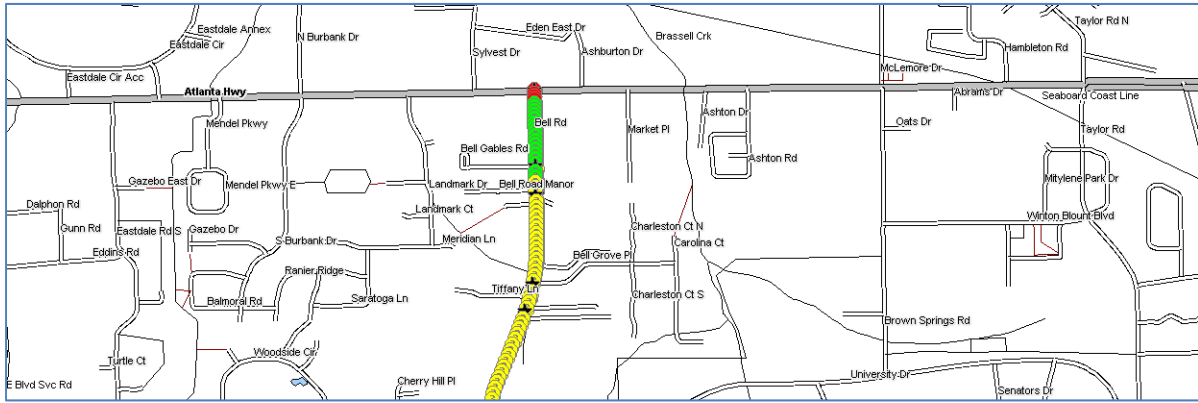 Eastdale Annex
Eastdale Cir
N Burbank Dr
Eden East Dr
Sylvest Dr
Ashburton Dr
Brassell Crk
Taylor Rd N
Hambleton Rd
Eastdale Cir Acc
McLemore Dr
Atlanta Hwy
Abrams Dr
Seaboard Coast Line
Mendel Pkwy
Bell Rd
Market Pl
Ashton Dr
Oats Dr
Taylor Rd
Bell Gables Rd
Ashton Rd
Gazebo East Dr
Mendel Pkwy E
Landmark Dr
Bell Road Manor
Mitylene Park Dr
Dalphon Rd
Landmark Ct
Winton Blount Blvd
Gunn Rd
Eastdale Rd S
Gazebo Dr
Charleston Ct N
Eddins Rd
S Burbank Dr
Meridian Ln
Carolina Ct
Bell Grove Pl
Ranier Ridge
Tiffany Ln
Charleston Ct S
Balmoral Rd
Saratoga Ln
Brown Springs Rd
Woodside Cir
Turtle Ct
University Dr
E Blvd Svc Rd
Cherry Hill Pl
Senators Dr